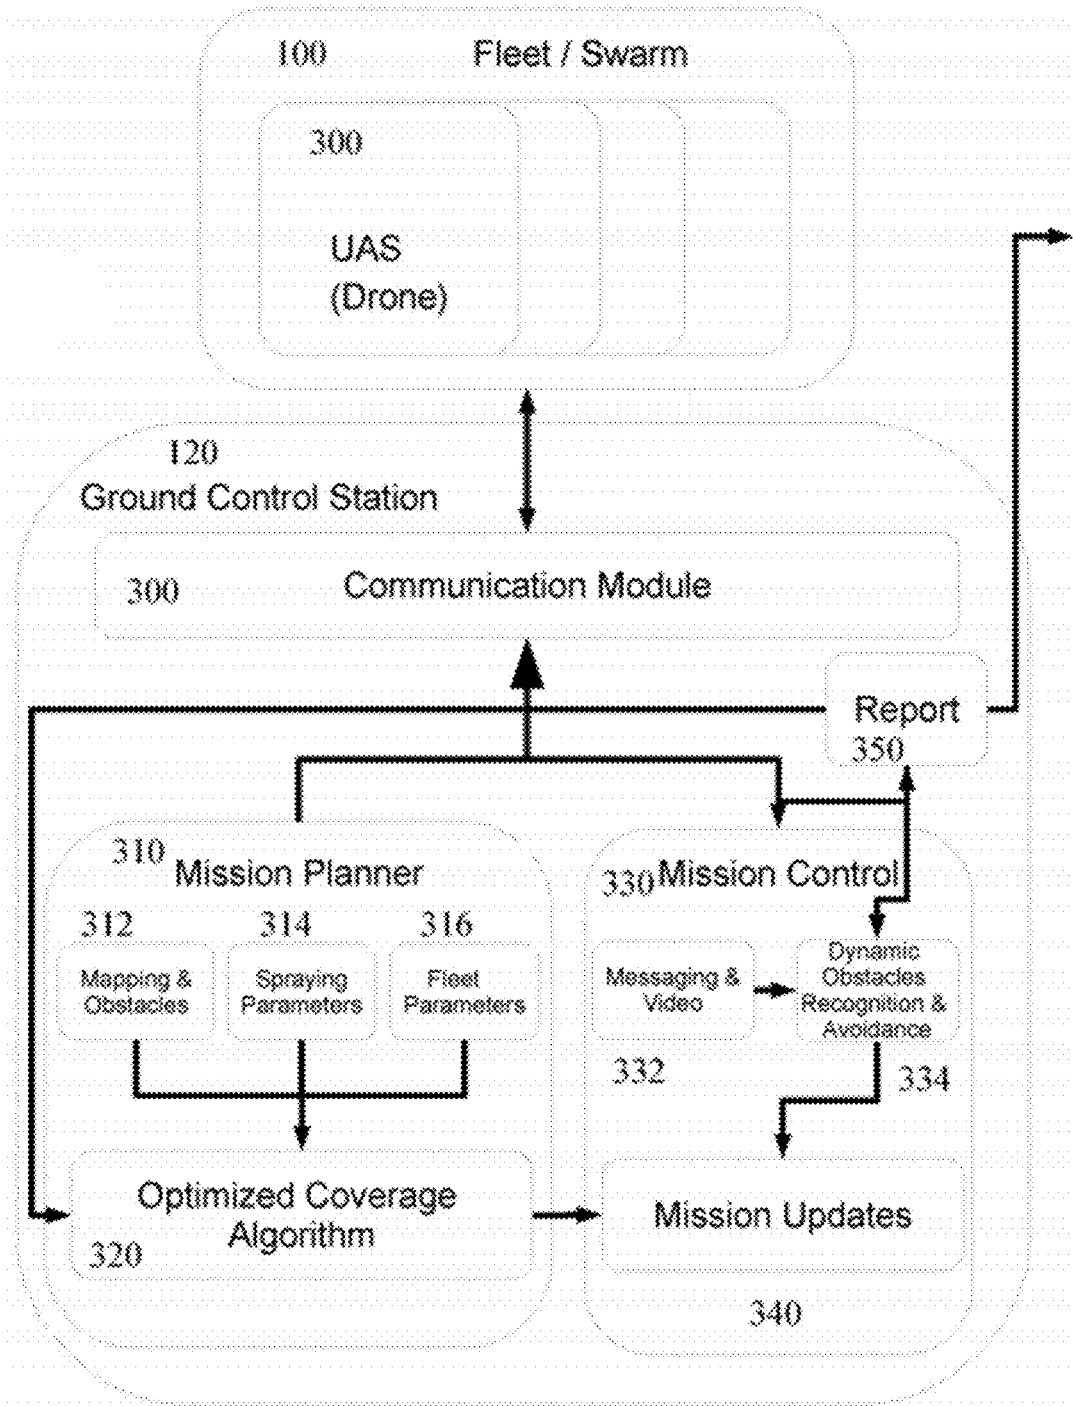 100 Fleet / Swarm
300
UAS
(Drone)
120
Ground Control Station
300 Communication Module
Report
350
310
Mission Planner
312 314 316
Mapping &
Obstacles
Spraying
Parameters
Fleet
Parameters
330 Mission Control
Messaging &
Video
Dynamic
Obstacles
Recognition &
Avoidance
332
334
Optimized Coverage
Algorithm
320
Mission Updates
340